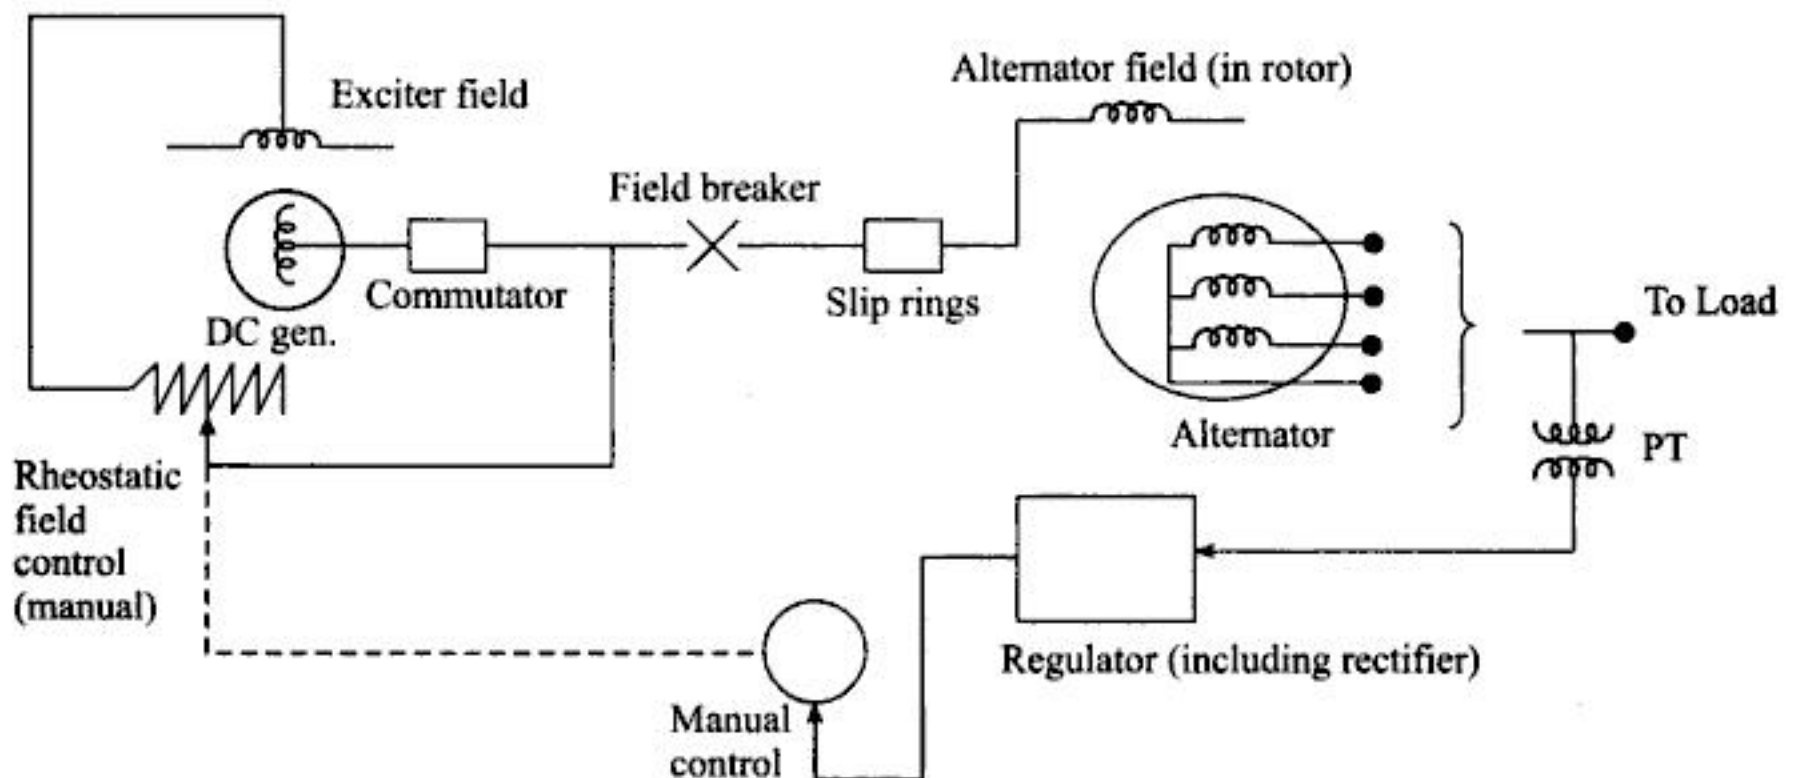 Alternator field (in rotor)
Exciter field
Field breaker
Commutator
Slip rings
To Load
DC gen.
Alternator
PT
Rheostatic
field
control
(manual)
Regulator (including rectifier)
Manual
control